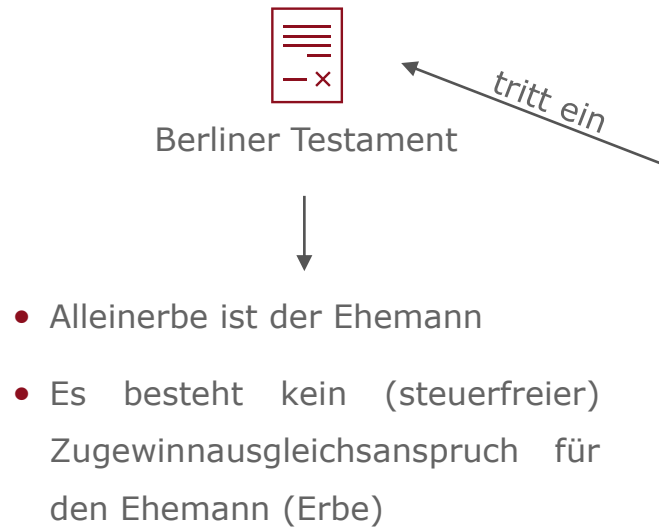 tritt ein
Berliner Testament
• Alleinerbe ist der Ehemann
• Es besteht kein (steuerfreier)
Zugewinnausgleichsanspruch für
den Ehemann (Erbe)